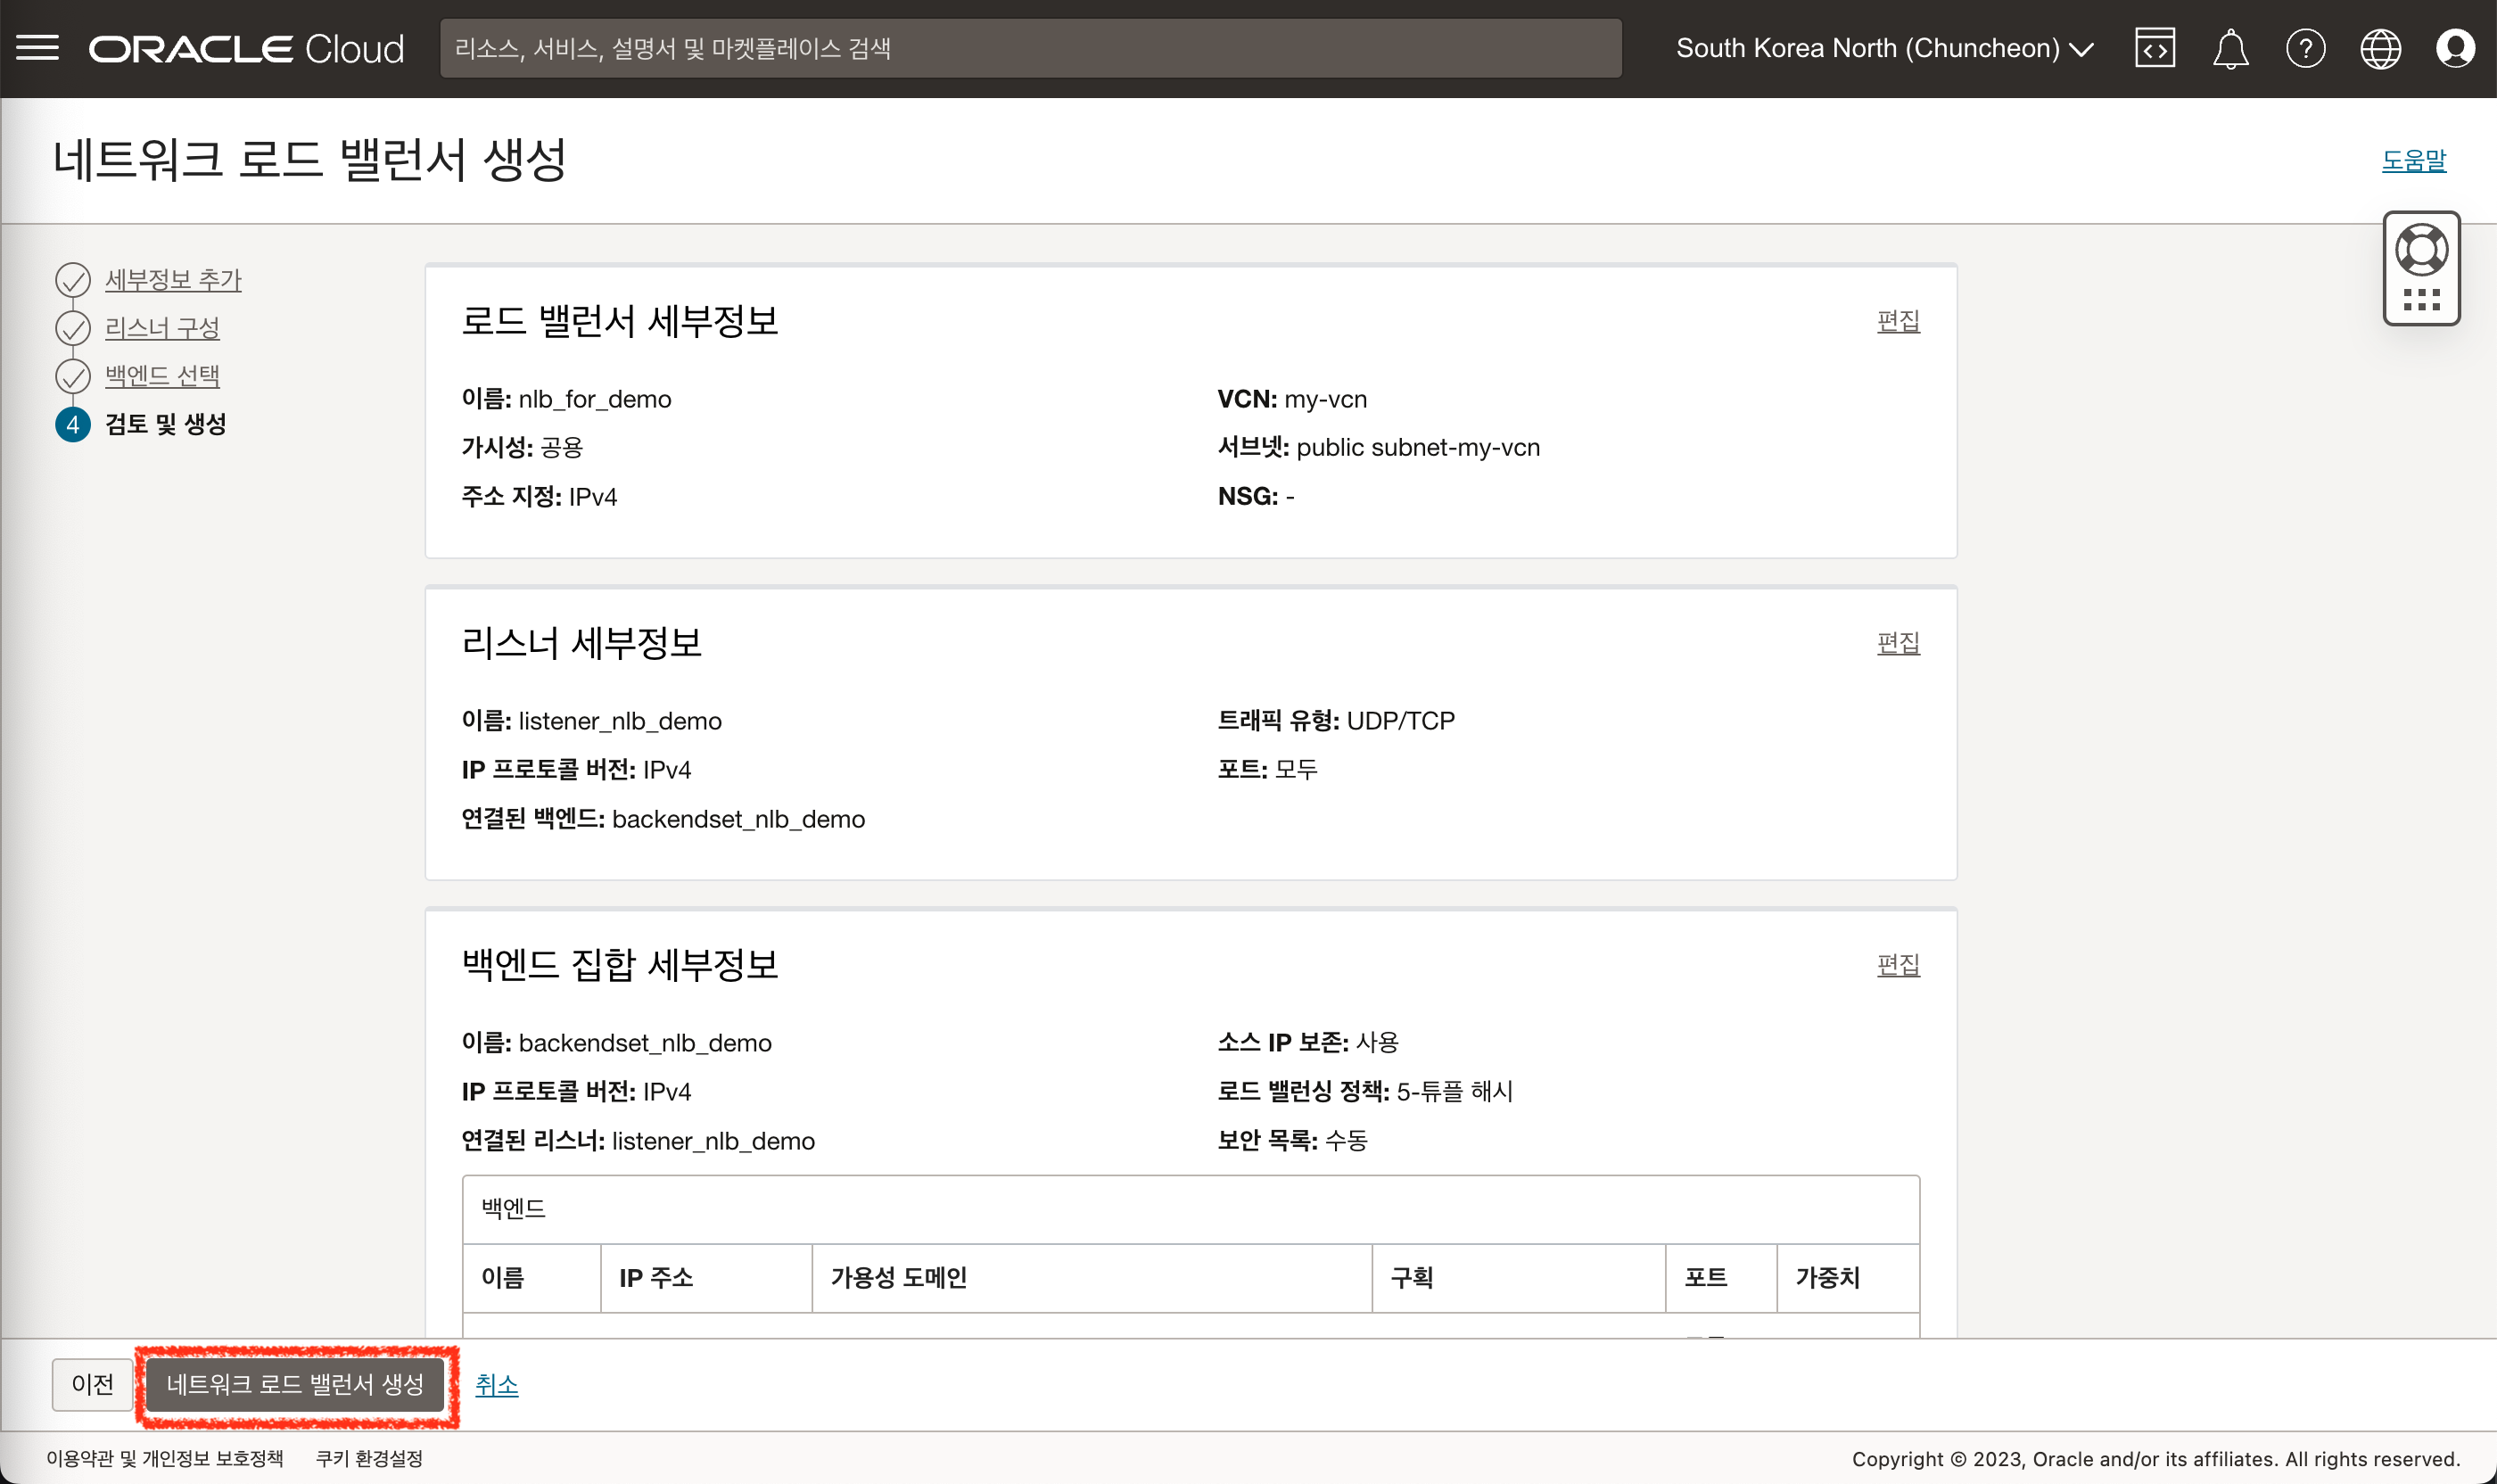 ORACLE Cloud
리소스, 서비스, 설명서 및 마켓플레이스 검색
South Korea North (Chuncheon)
네트워크 로드 밸런서 생성
도움말
세부정보 추가
리스너 구성
백엔드 선택
4 검토 및 생성
로드 밸런서 세부정보
편집
이름: nlb_for_demo
VCN: my-vcn
가시성: 공용
서브넷: public subnet-my-vcn
주소 지정: IPv4
NSG: -
리스너 세부정보
편집
이름: listener_nlb_demo
트래픽 유형: UDP/TCP
IP 프로토콜 버전: IPv4
포트: 모두
연결된 백엔드: backendset_nlb_demo
백엔드 집합 세부정보
편집
이름: backendset_nlb_demo
소스 IP 보존: 사용
IP 프로토콜 버전: IPv4
로드 밸런싱 정책: 5-튜플 해시
연결된 리스너: listener_nlb_demo
보안 목록: 수동
백엔드
이름 IP 주소 가용성 도메인 구획 포트 가중치
이전 네트워크 로드 밸런서 생성 취소
이용약관 및 개인정보 보호정책 쿠키 환경설정
Copyright © 2023, Oracle and/or its affiliates. All rights reserved.